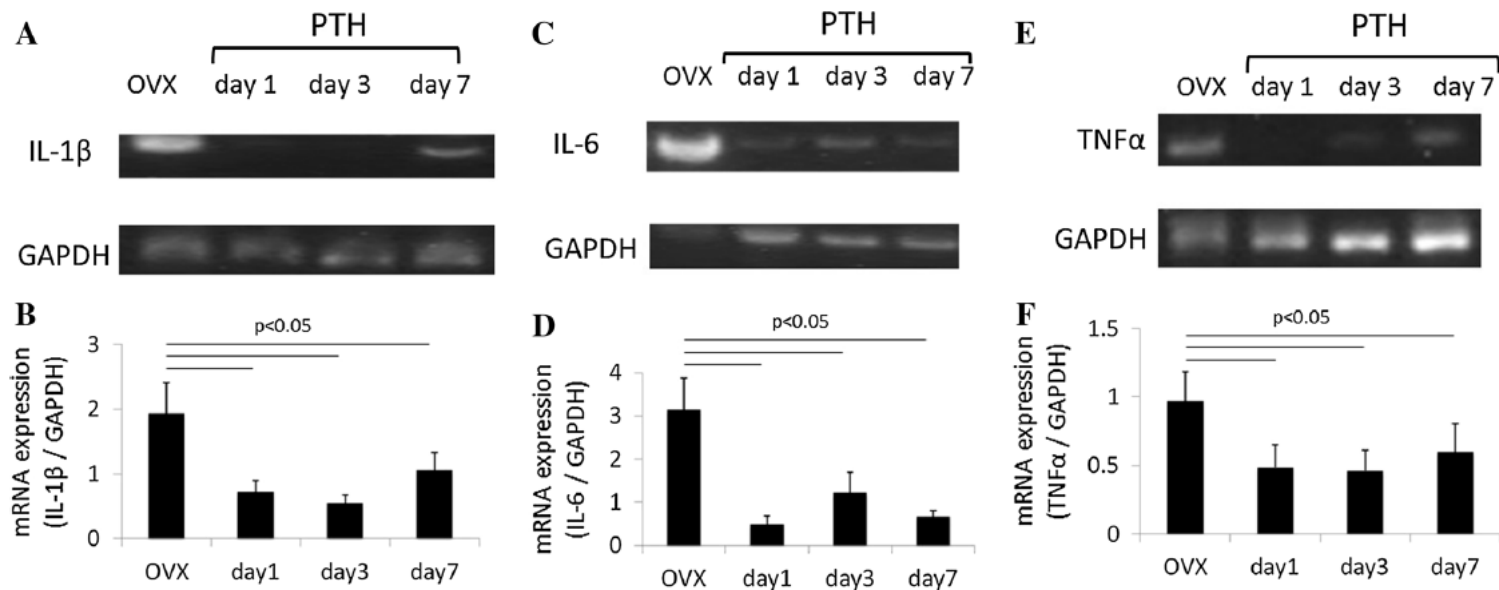 A
PTH
OVX day 1 day 3 day 7
IL-1β
GAPDH
B
p<0.05
mRNA expression
(IL-1β / GAPDH)
3
2
1
0
OVX day1 day3 day7
C
PTH
OVX day 1 day 3 day 7
IL-6
GAPDH
D
p<0.05
mRNA expression
(IL-6 / GAPDH)
4
3
2
1
0
OVX day1 day3 day7
E
PTH
OVX day 1 day 3 day 7
TNFα
GAPDH
F
p<0.05
mRNA expression
(TNFα / GAPDH)
1.5
1
0.5
0
OVX day1 day3 day7